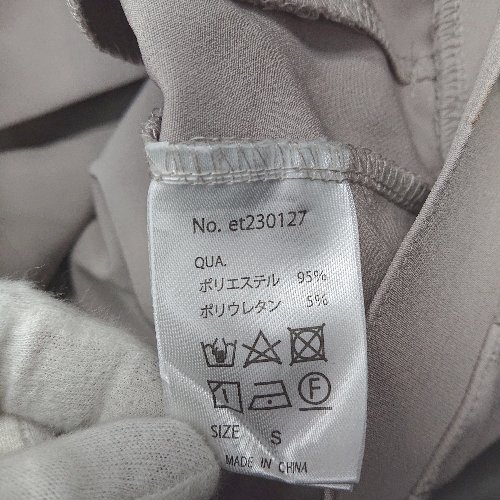 No. et230127
QUA.
ポリエステル 95%
ポリウレタン 5%
F
SIZE S
MADE IN CHINA